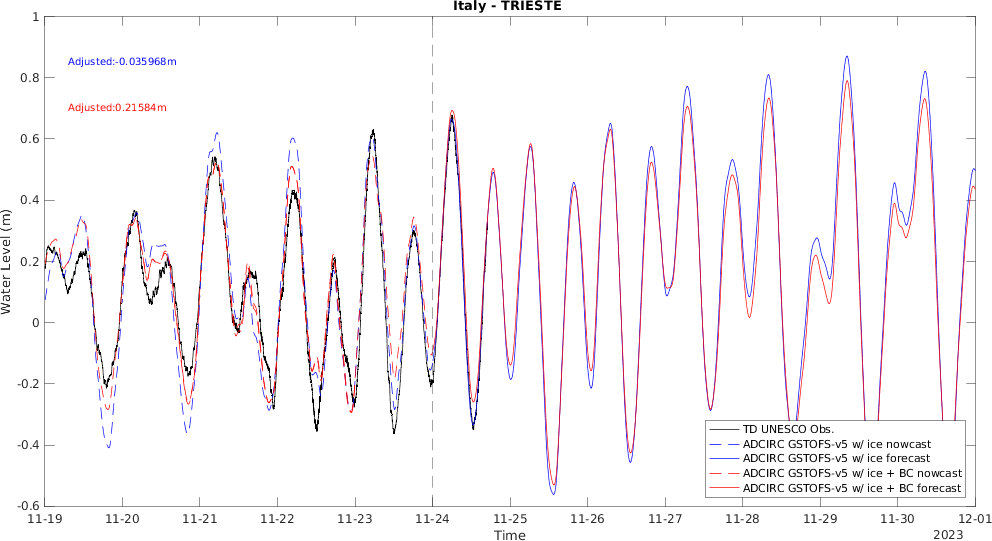 Italy - TRIESTE
Adjusted:-0.035968m
Adjusted:0.21584m
Water Level (m)
1
0.8
0.6
0.4
0.2
0
-0.2
-0.4
-0.6
TD UNESCO Obs.
ADCIRC GSTOFS-v5 w/ ice nowcast
ADCIRC GSTOFS-v5 w/ ice forecast
ADCIRC GSTOFS-v5 w/ ice + BC nowcast
ADCIRC GSTOFS-v5 w/ ice + BC forecast
11-19 11-20 11-21 11-22 11-23 11-24 11-25 11-26 11-27 11-28 11-29 11-30 12-01
Time
2023